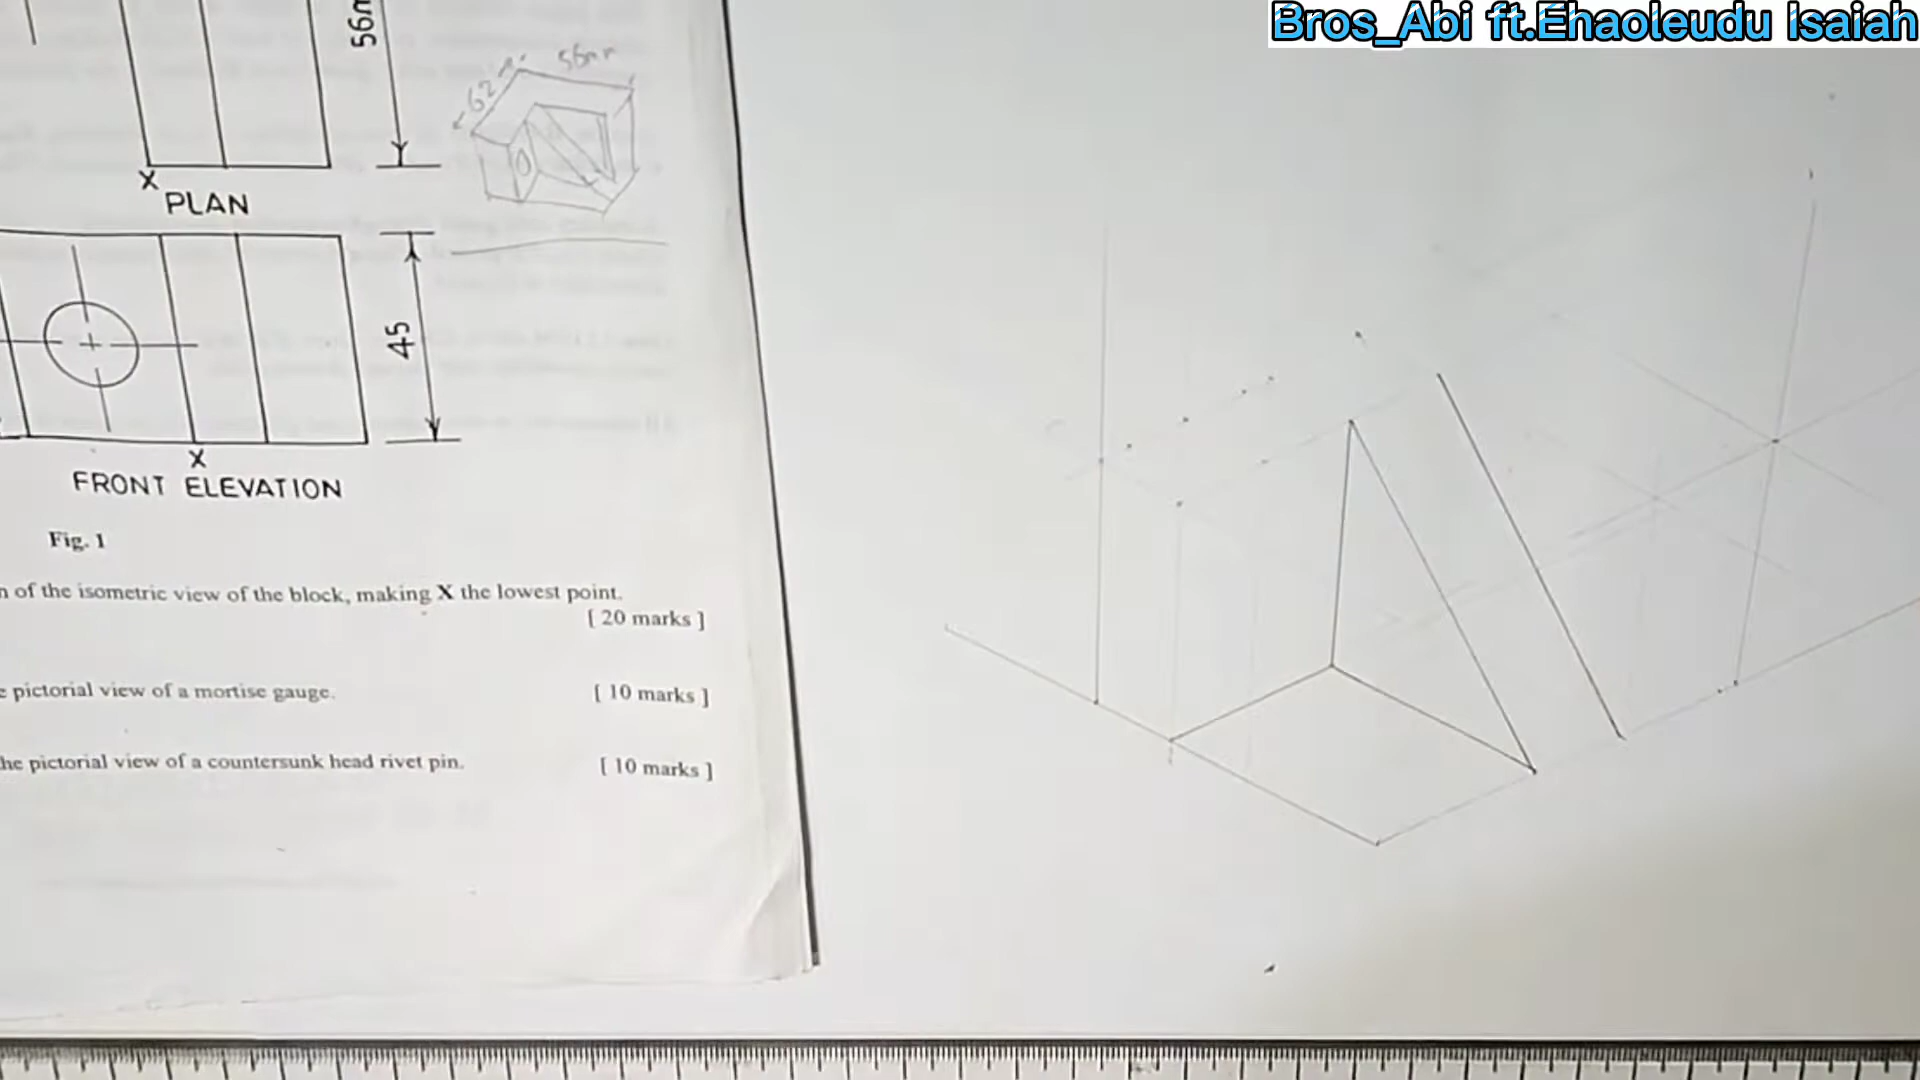 Bros_Abi ft.Ehaoleudu Isaiah
56m
56mm
62
X
PLAN
45
X
FRONT ELEVATION
Fig. 1
of the isometric view of the block, making X the lowest point.
[ 20 marks ]
pictorial view of a mortise gauge.
[ 10 marks ]
he pictorial view of a countersunk head rivet pin.
[ 10 marks ]